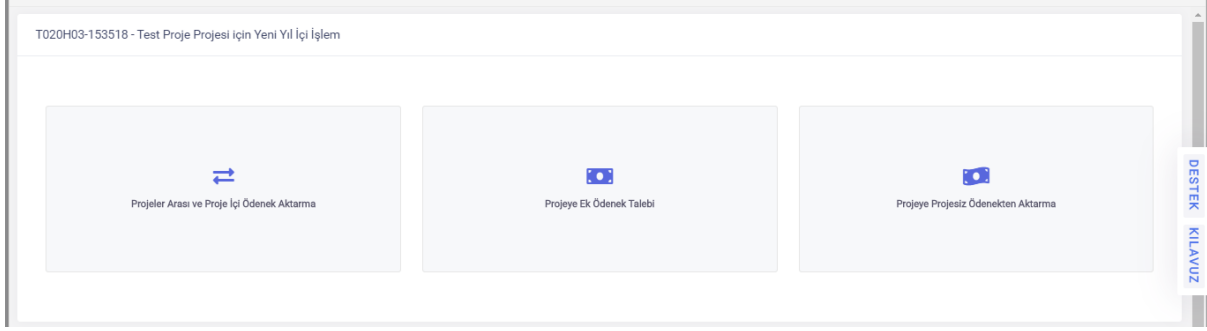 T020H03-153518 - Test Proje Projesi için Yeni Yıl İçi İşlem
Projeler Arası ve Proje İçi Ödenek Aktarma
Projeye Ek Ödenek Talebi
Projeye Projesiz Ödenekten Aktarma
DESTEK
KILAVUZ